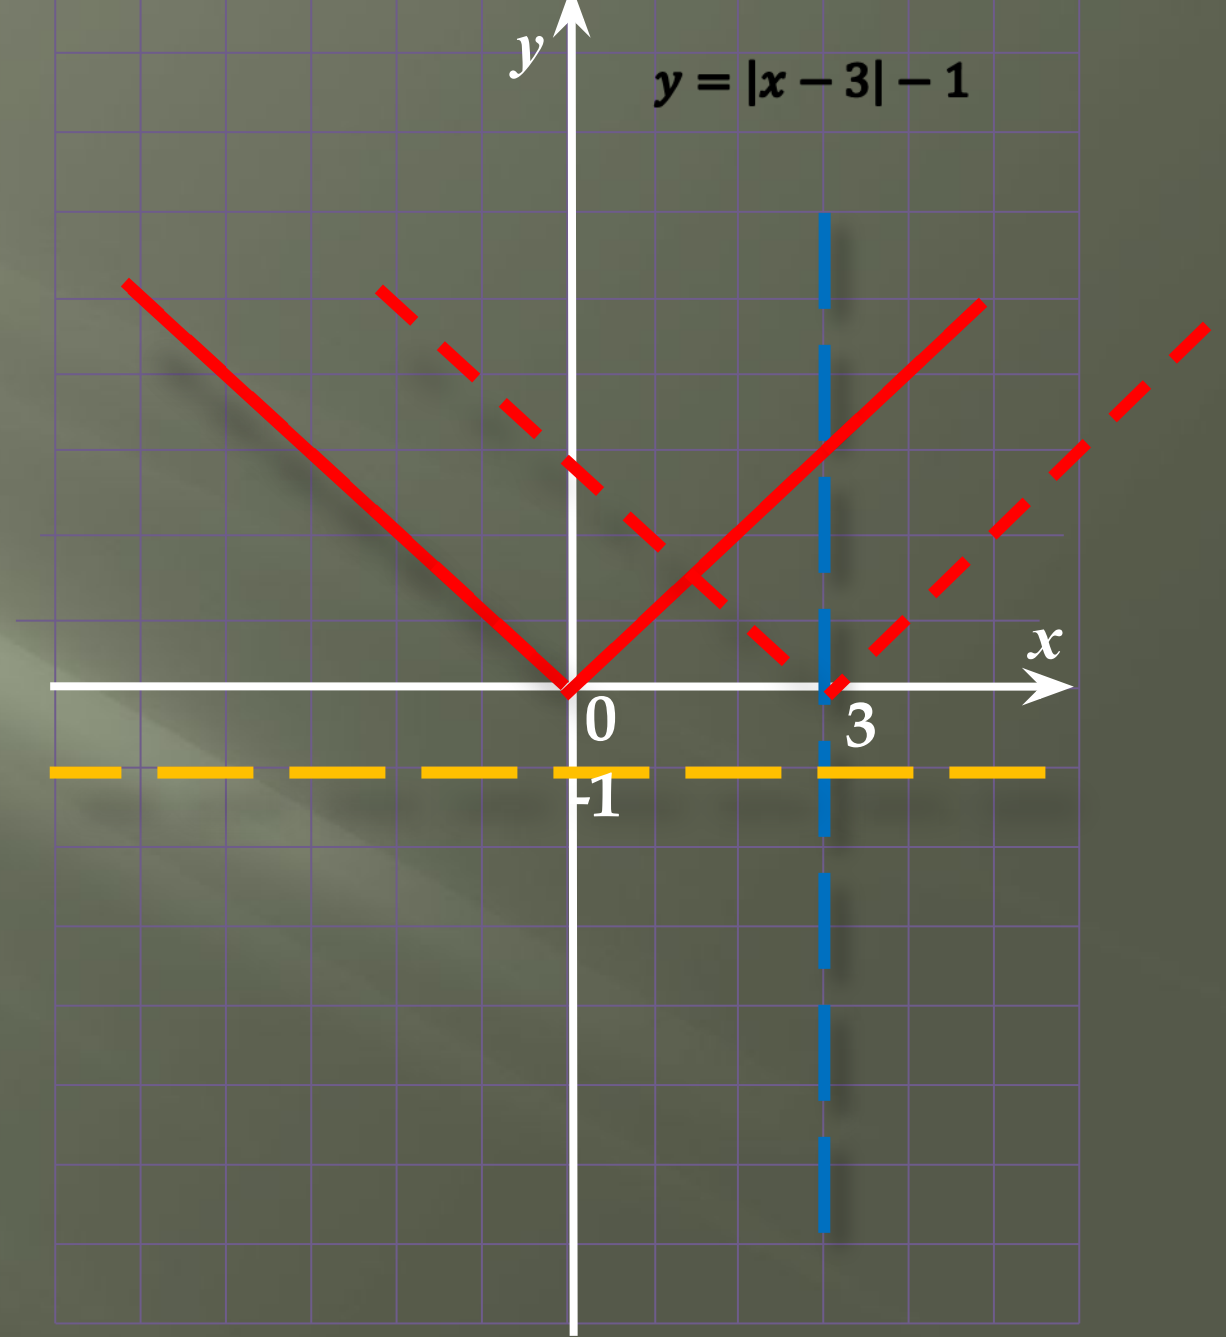 y
y = |x − 3| − 1
x
0
3
-1